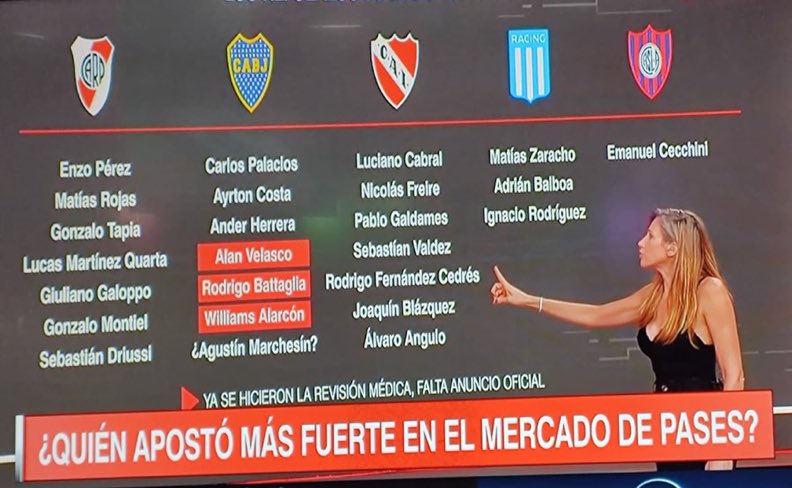 CARP
CABJ
C.A.I.
RACING
CASLA
Enzo Pérez
Matías Rojas
Gonzalo Tapia
Lucas Martínez Quarta
Giuliano Galoppo
Gonzalo Montiel
Sebastián Driussi
Carlos Palacios
Ayrton Costa
Ander Herrera
Alan Velasco
Rodrigo Battaglia
Williams Alarcón
¿Agustín Marchesín?
Luciano Cabral
Nicolás Freire
Pablo Galdames
Sebastían Valdez
Rodrigo Fernández Cedrés
Joaquín Blázquez
Álvaro Angulo
Matías Zaracho
Adrián Balboa
Ignacio Rodríguez
Emanuel Cecchini
YA SE HICIERON LA REVISIÓN MÉDICA, FALTA ANUNCIO OFICIAL
¿QUIÉN APOSTÓ MÁS FUERTE EN EL MERCADO DE PASES?